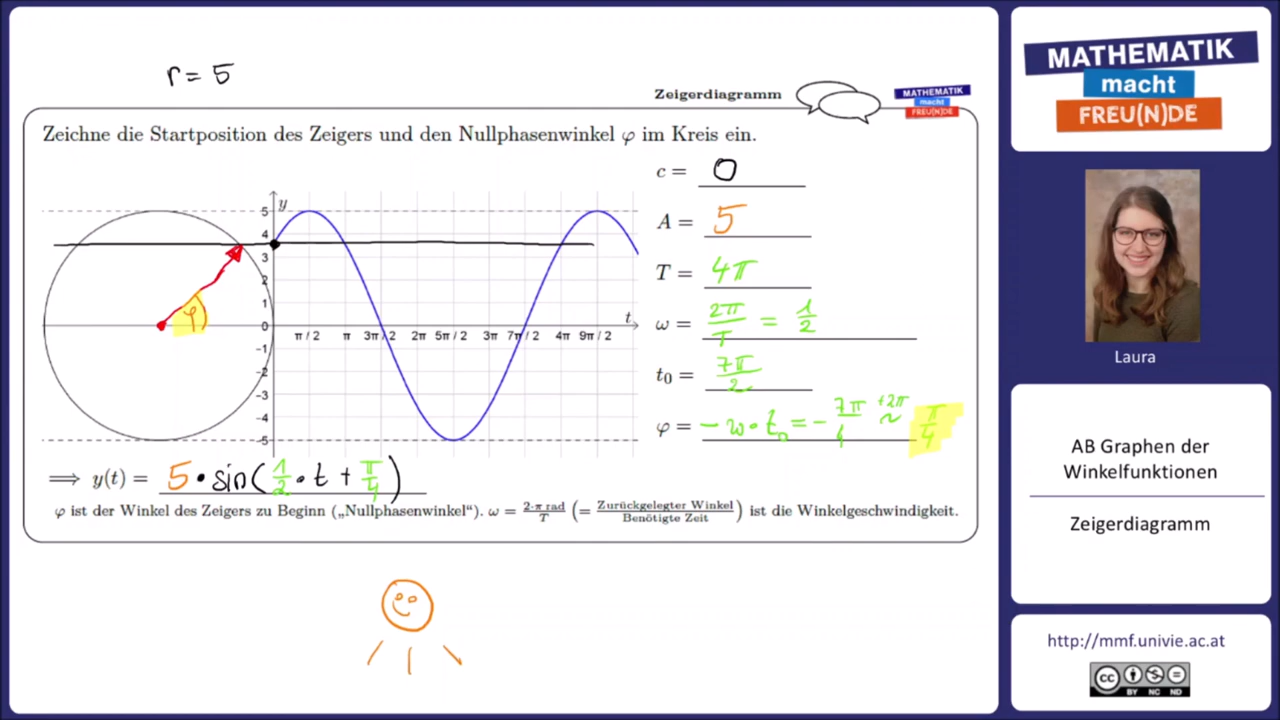 r = 5
Zeigerdiagramm
MATHEMATIK
macht
FREU(N)DE
Zeichne die Startposition des Zeigers und den Nullphasenwinkel φ im Kreis ein.
c = 0
A = 5
T = 4π
ω = 2π/T = 1/2
t₀ = 7π/2
φ = -ω·t₀ = -7π/4 +2π ~ π/4
y
5
4
3
2
1
0
-1
-2
-3
-4
-5
φ
π / 2 π 3π / 2 2π 5π / 2 3π 7π / 2 4π 9π / 2
t
⟹ y(t) = 5·sin(1/2·t + π/4)
φ ist der Winkel des Zeigers zu Beginn („Nullphasenwinkel“). ω = 2·π rad/T (= Zurückgelegter Winkel/Benötigte Zeit) ist die Winkelgeschwindigkeit.
MATHEMATIK
macht
FREU(N)DE
Laura
AB Graphen der
Winkelfunktionen
Zeigerdiagramm
http://mmf.univie.ac.at
cc
BY NC ND